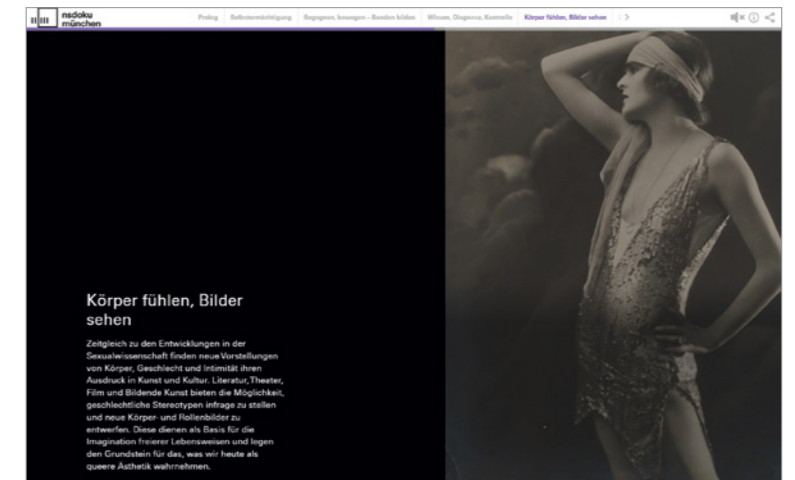 nsdoku
münchen
Prolog Selbstermächtigung Begegnen, bewegen – Banden bilden Wissen, Diagnose, Kontrolle Körper fühlen, Bilder sehen
Körper fühlen, Bilder
sehen
Zeitgleich zu den Entwicklungen in der
Sexualwissenschaft finden neue Vorstellungen
von Körper, Geschlecht und Intimität ihren
Ausdruck in Kunst und Kultur. Literatur, Theater,
Film und Bildende Kunst bieten die Möglichkeit,
geschlechtliche Stereotypen infrage zu stellen
und neue Körper- und Rollenbilder zu
entwerfen. Diese dienen als Basis für die
Imagination freierer Lebensweisen und legen
den Grundstein für das, was wir heute als
queere Ästhetik wahrnehmen.